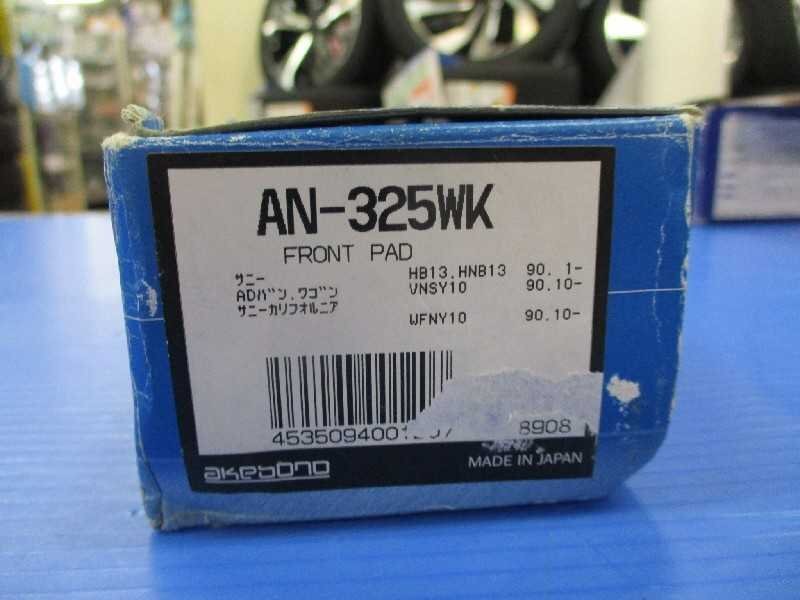 AN-325WK
FRONT PAD
サニー HB13.HNB13 90. 1-
ADバン.ワゴン VNSY10 90.10-
サニーカリフォルニア WFNY10 90.10-
8908
akebono MADE IN JAPAN